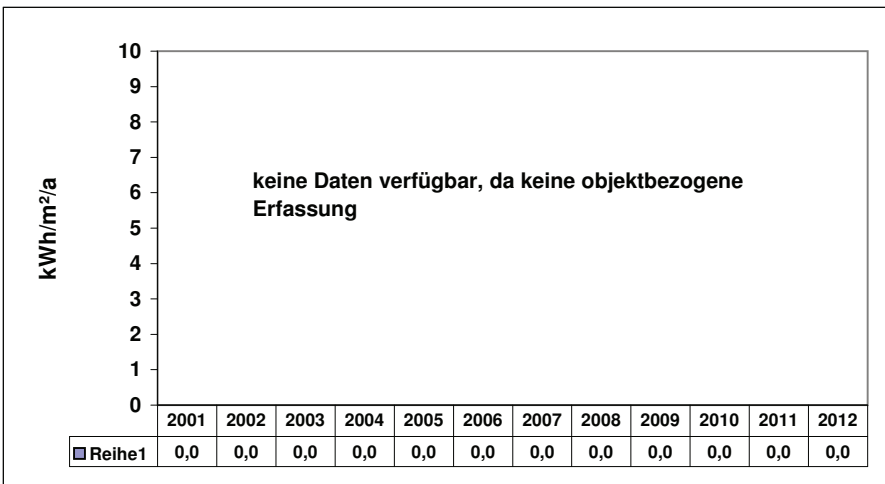 10
9
8
7
6
5
4
3
2
1
0
kWh/m²/a
keine Daten verfügbar, da keine objektbezogene
Erfassung
2001 2002 2003 2004 2005 2006 2007 2008 2009 2010 2011 2012
Reihe1 0,0 0,0 0,0 0,0 0,0 0,0 0,0 0,0 0,0 0,0 0,0 0,0